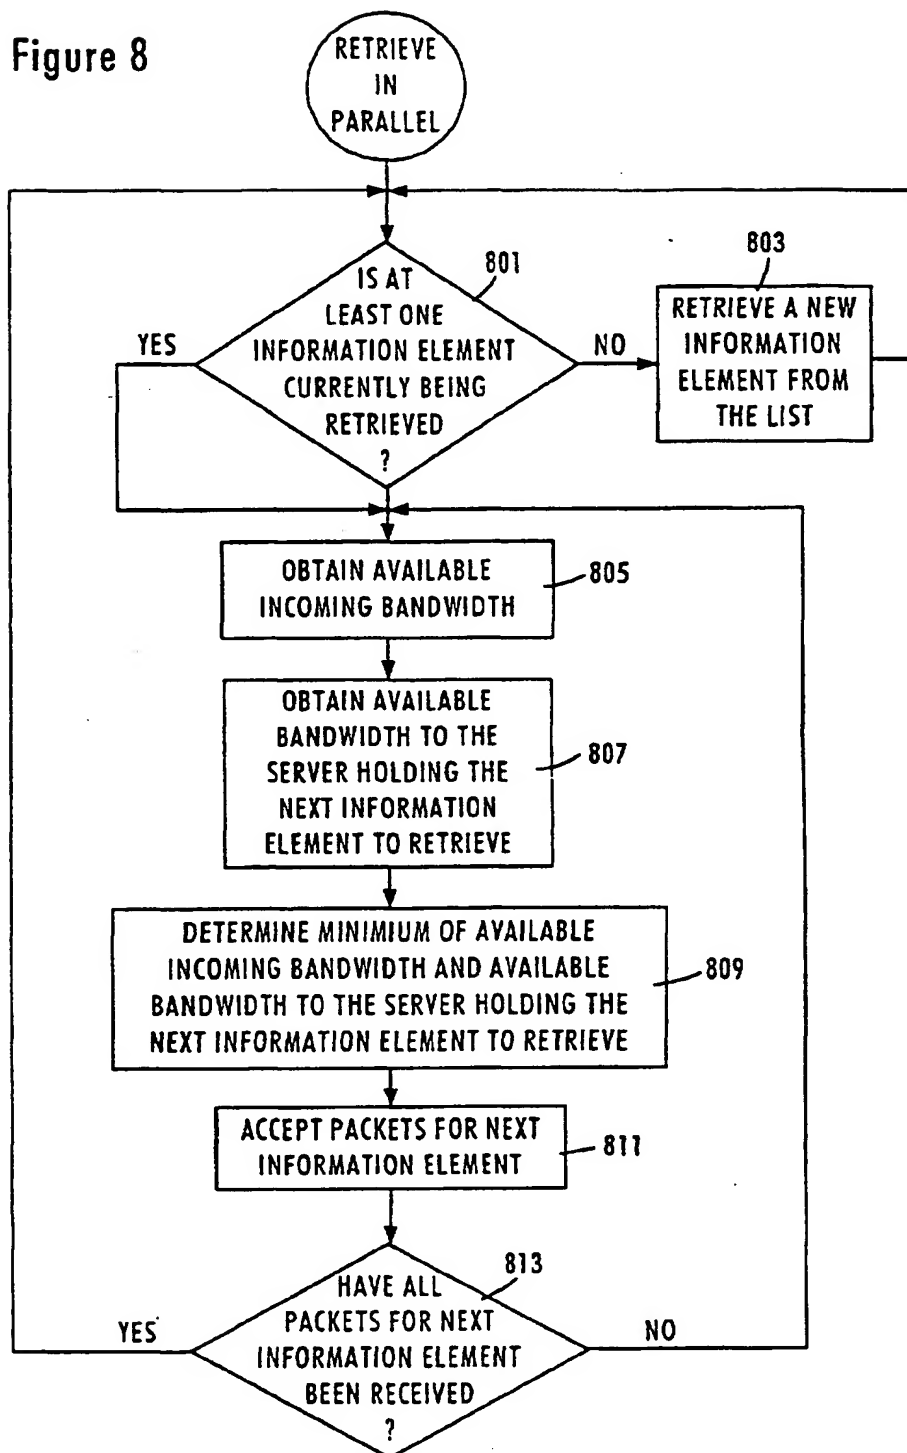 Figure 8
RETRIEVE
IN
PARALLEL
801
IS AT
LEAST ONE
INFORMATION ELEMENT
CURRENTLY BEING
RETRIEVED
?
YES
NO
803
RETRIEVE A NEW
INFORMATION
ELEMENT FROM
THE LIST
OBTAIN AVAILABLE
INCOMING BANDWIDTH
805
OBTAIN AVAILABLE
BANDWIDTH TO THE
SERVER HOLDING THE
NEXT INFORMATION
ELEMENT TO RETRIEVE
807
DETERMINE MINIMIUM OF AVAILABLE
INCOMING BANDWIDTH AND AVAILABLE
BANDWIDTH TO THE SERVER HOLDING THE
NEXT INFORMATION ELEMENT TO RETRIEVE
809
ACCEPT PACKETS FOR NEXT
INFORMATION ELEMENT
811
813
HAVE ALL
PACKETS FOR NEXT
INFORMATION ELEMENT
BEEN RECEIVED
?
YES
NO